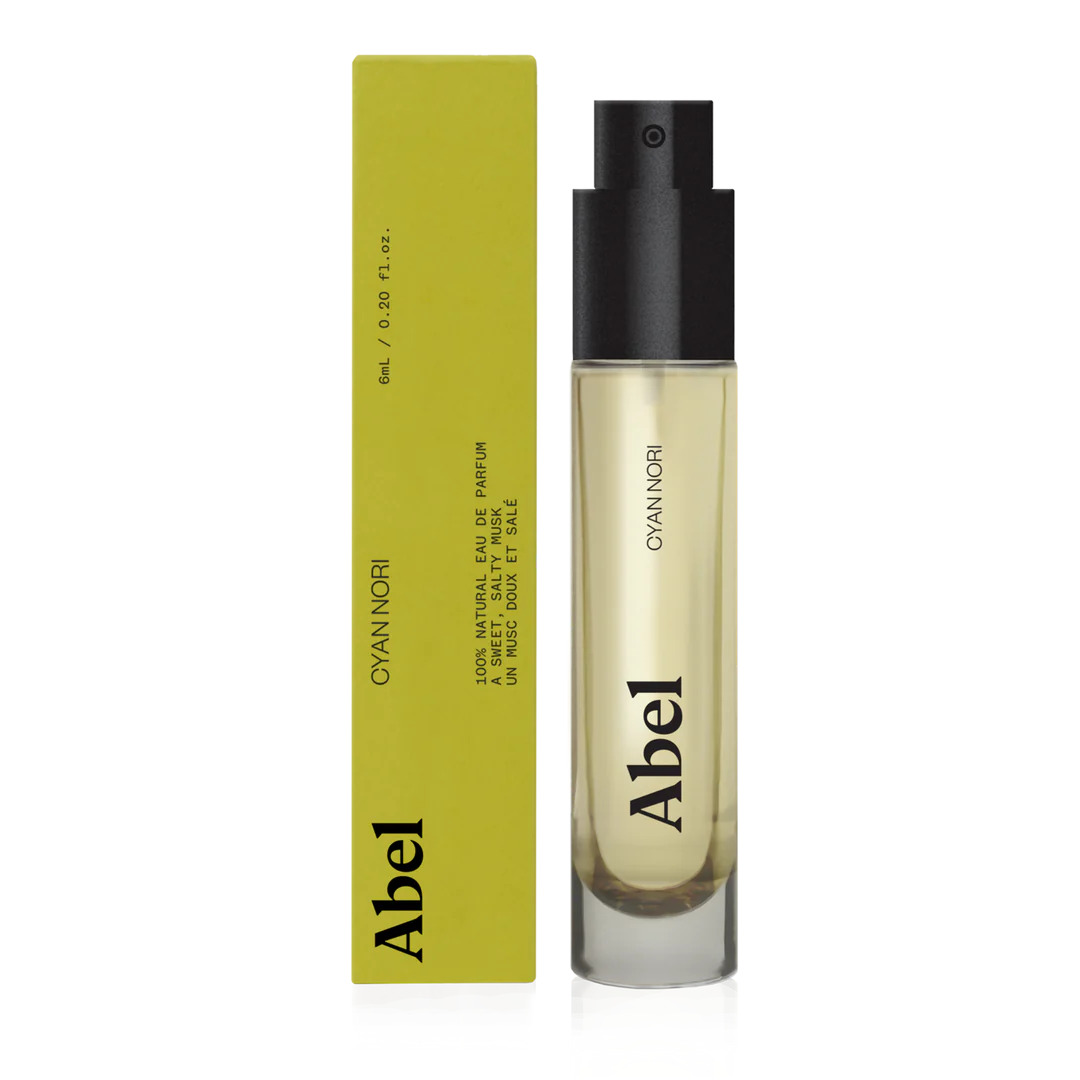 Abel
CYAN NORI
6mL / 0.20 fl.oz.
100% NATURAL EAU DE PARFUM
A SWEET, SALTY MUSK
UN MUSC DOUX ET SALÉ
Abel
CYAN NORI